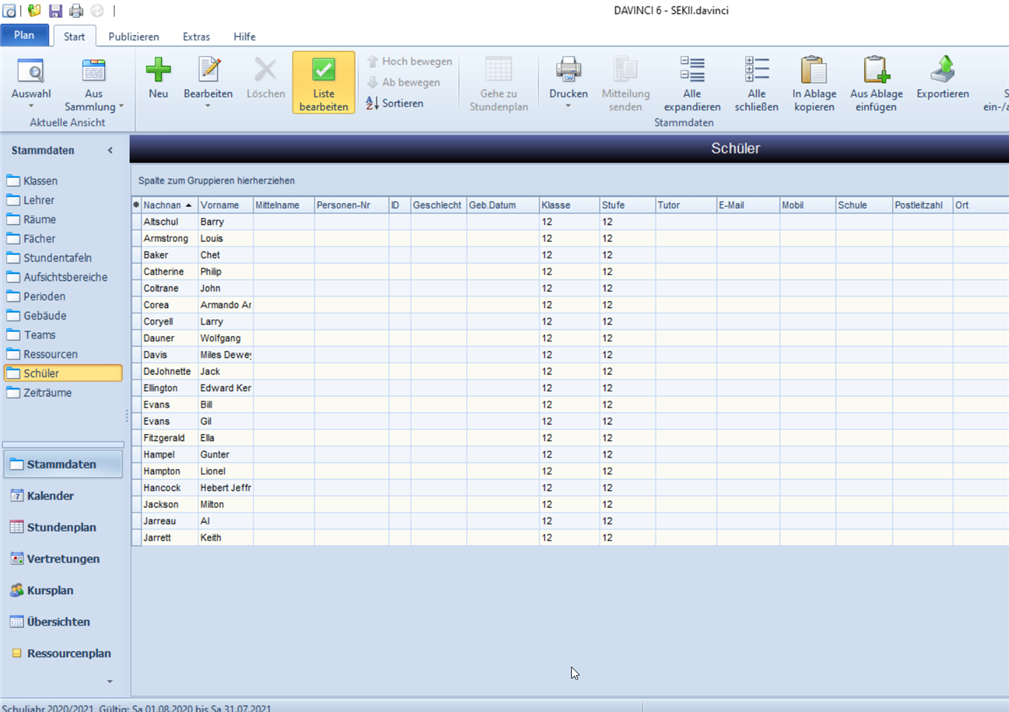 DAVINCI 6 - SEKII.davinci
Plan Start Publizieren Extras Hilfe
Auswahl
Aus Sammlung
Aktuelle Ansicht
Neu
Bearbeiten
Löschen
Liste bearbeiten
Hoch bewegen
Ab bewegen
Sortieren
Gehe zu Stundenplan
Drucken
Mitteilung senden
Alle expandieren
Alle schließen
In Ablage kopieren
Aus Ablage einfügen
Exportieren
ein-/a
Stammdaten
Stammdaten
Klassen
Lehrer
Räume
Fächer
Stundentafeln
Aufsichtsbereiche
Perioden
Gebäude
Teams
Ressourcen
Schüler
Zeiträume
Stammdaten
Kalender
Stundenplan
Vertretungen
Kursplan
Übersichten
Ressourcenplan
Schüler
Spalte zum Gruppieren hierherziehen
Nachnan Vorname Mittelname Personen-Nr ID Geschlecht Geb.Datum Klasse Stufe Tutor E-Mail Mobil Schule Postleitzahl Ort
Altschul Barry 12 12
Armstrong Louis 12 12
Baker Chet 12 12
Catherine Philip 12 12
Coltrane John 12 12
Corea Armando Ar 12 12
Coryell Larry 12 12
Dauner Wolfgang 12 12
Davis Miles Dewey 12 12
DeJohnette Jack 12 12
Ellington Edward Ker 12 12
Evans Bill 12 12
Evans Gil 12 12
Fitzgerald Ella 12 12
Hampel Gunter 12 12
Hampton Lionel 12 12
Hancock Hebert Jeffr 12 12
Jackson Milton 12 12
Jarreau Al 12 12
Jarrett Keith 12 12
Schuljahr 2020/2021, Gültig: Sa 01.08.2020 bis Sa 31.07.2021